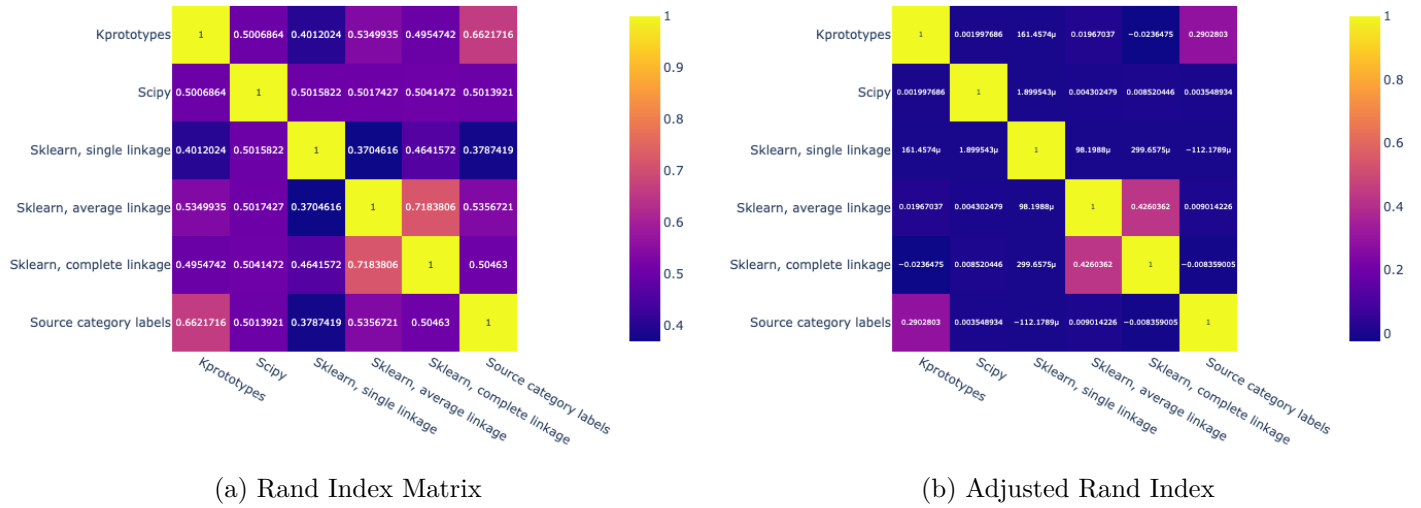 Kprototypes 1 0.5006864 0.4012024 0.5349935 0.4954742 0.6621716
Scipy 0.5006864 1 0.5015822 0.5017427 0.5041472 0.5013921
Sklearn, single linkage 0.4012024 0.5015822 1 0.3704616 0.4641572 0.3787419
Sklearn, average linkage 0.5349935 0.5017427 0.3704616 1 0.7183806 0.5356721
Sklearn, complete linkage 0.4954742 0.5041472 0.4641572 0.7183806 1 0.50463
Source category labels 0.6621716 0.5013921 0.3787419 0.5356721 0.50463 1
Kprototypes
Scipy
Sklearn, single linkage
Sklearn, average linkage
Sklearn, complete linkage
Source category labels
1
0.9
0.8
0.7
0.6
0.5
0.4
(a) Rand Index Matrix
Kprototypes 1 0.001997686 161.4574μ 0.01967037 −0.0236475 0.2902803
Scipy 0.001997686 1 1.899543μ 0.004302479 0.008520446 0.003548934
Sklearn, single linkage 161.4574μ 1.899543μ 1 98.1988μ 299.6575μ −112.1789μ
Sklearn, average linkage 0.01967037 0.004302479 98.1988μ 1 0.4260362 0.009014226
Sklearn, complete linkage −0.0236475 0.008520446 299.6575μ 0.4260362 1 −0.008359005
Source category labels 0.2902803 0.003548934 −112.1789μ 0.009014226 −0.008359005 1
Kprototypes
Scipy
Sklearn, single linkage
Sklearn, average linkage
Sklearn, complete linkage
Source category labels
1
0.8
0.6
0.4
0.2
0
(b) Adjusted Rand Index